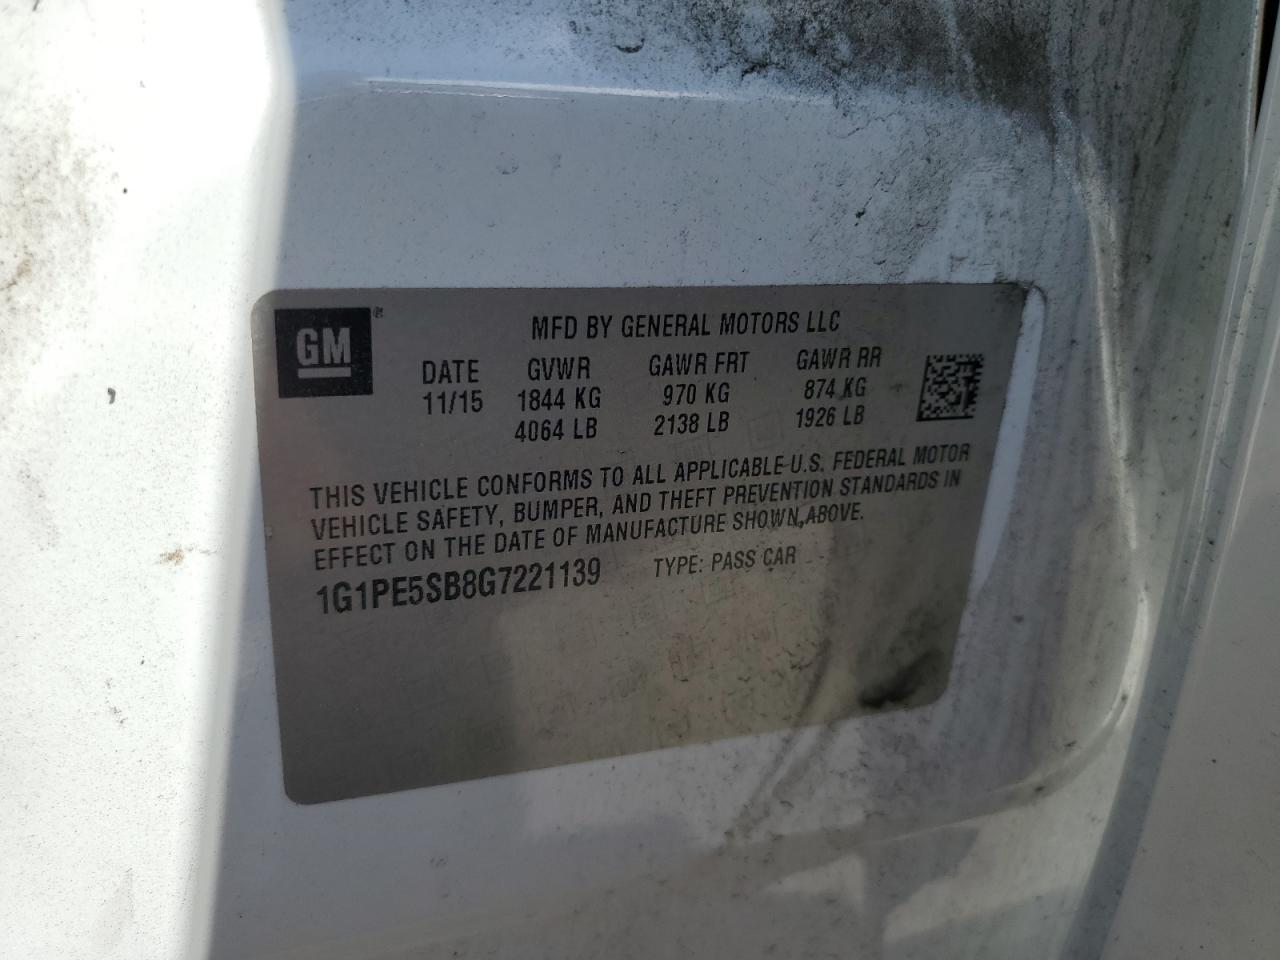 GM ®
MFD BY GENERAL MOTORS LLC
DATE GVWR GAWR FRT GAWR RR
11/15 1844 KG 970 KG 874 KG
4064 LB 2138 LB 1926 LB
THIS VEHICLE CONFORMS TO ALL APPLICABLE U.S. FEDERAL MOTOR
VEHICLE SAFETY, BUMPER, AND THEFT PREVENTION STANDARDS IN
EFFECT ON THE DATE OF MANUFACTURE SHOWN ABOVE.
1G1PE5SB8G7221139 TYPE: PASS CAR